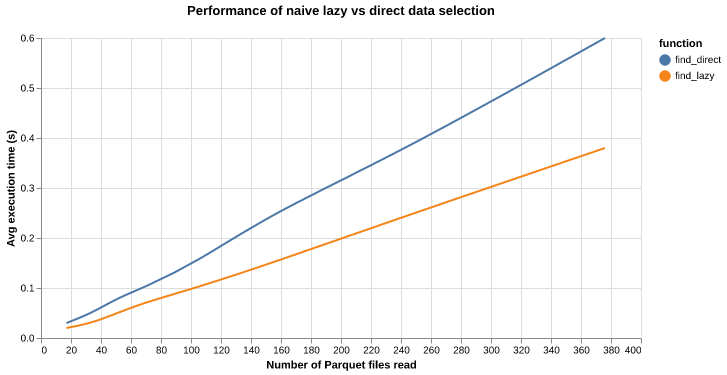 Performance of naive lazy vs direct data selection
function
find_direct
find_lazy
Avg execution time (s)
0.6
0.5
0.4
0.3
0.2
0.1
0.0
0 20 40 60 80 100 120 140 160 180 200 220 240 260 280 300 320 340 360 380 400
Number of Parquet files read